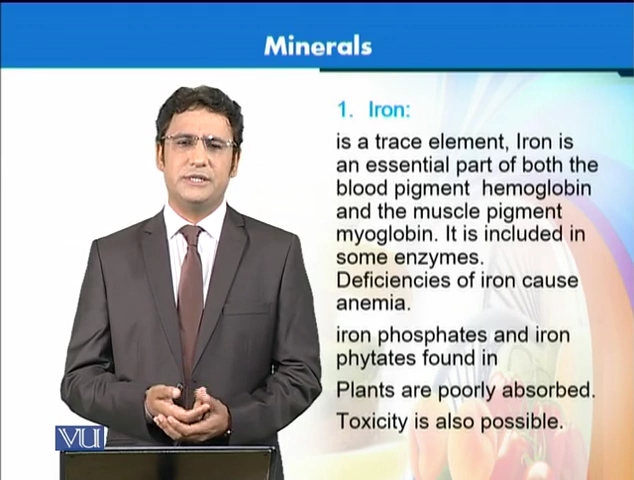 Minerals
1. Iron:
is a trace element, Iron is
an essential part of both the
blood pigment hemoglobin
and the muscle pigment
myoglobin. It is included in
some enzymes.
Deficiencies of iron cause
anemia.
iron phosphates and iron
phytates found in
Plants are poorly absorbed.
Toxicity is also possible.
VU